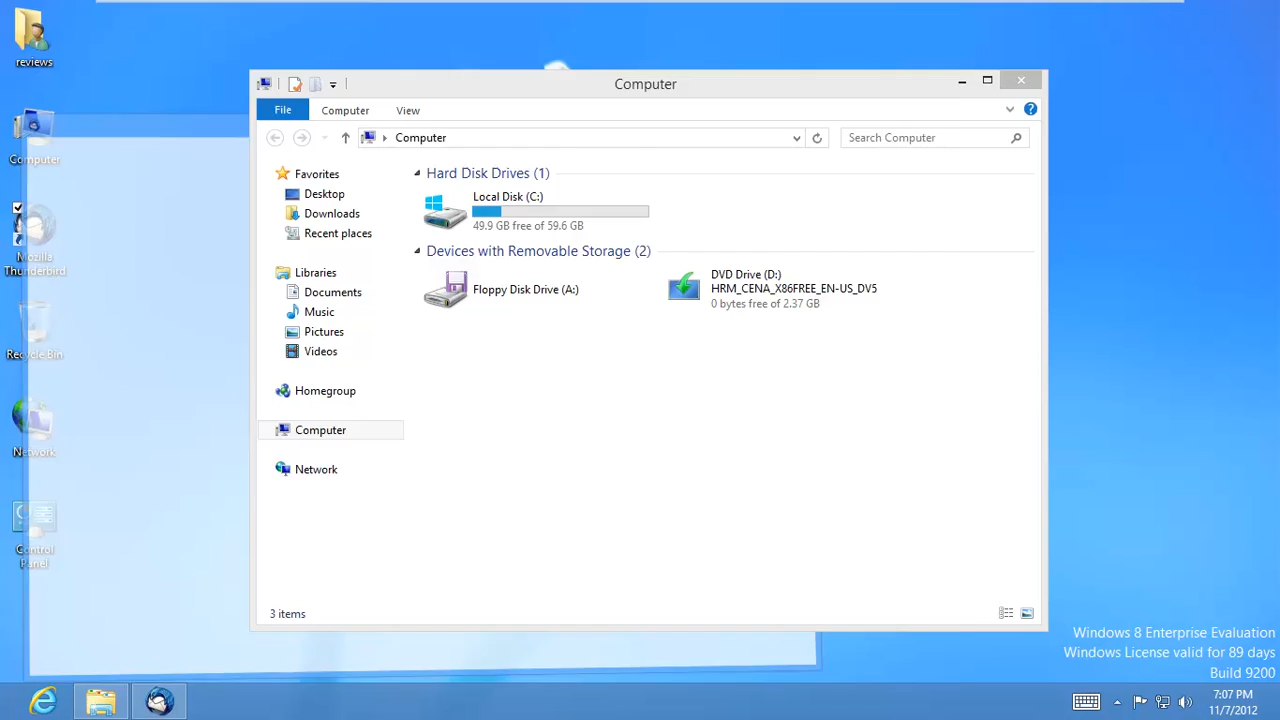 reviews
Computer
Mozilla
Thunderbird
Recycle Bin
Network
Control
Panel
Computer
File
Computer
View
Computer
Search Computer
Favorites
Desktop
Downloads
Recent places
Libraries
Documents
Music
Pictures
Videos
Homegroup
Computer
Network
Hard Disk Drives (1)
Local Disk (C:)
49.9 GB free of 59.6 GB
Devices with Removable Storage (2)
Floppy Disk Drive (A:)
DVD Drive (D:)
HRM_CENA_X86FREE_EN-US_DV5
0 bytes free of 2.37 GB
3 items
Windows 8 Enterprise Evaluation
Windows License valid for 89 days
Build 9200
7:07 PM
11/7/2012